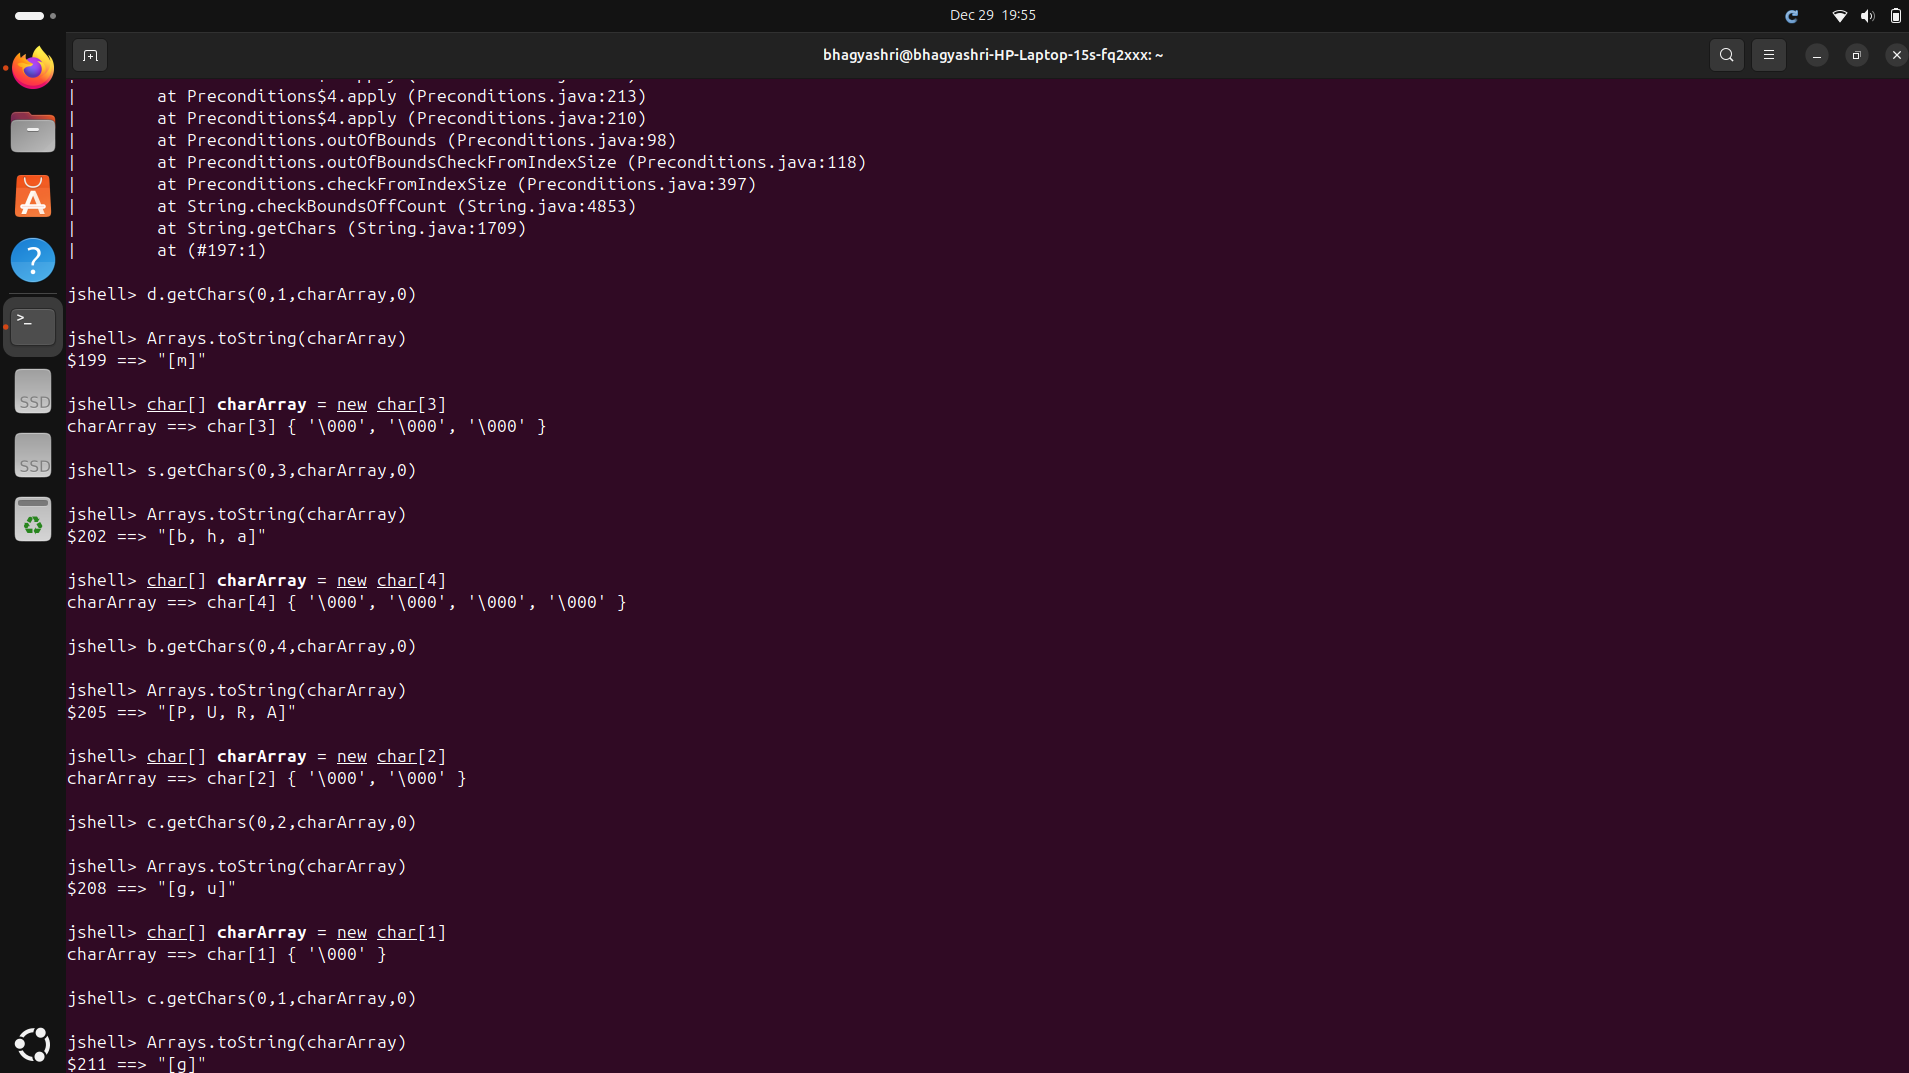 Dec 29 19:55
bhagyashri@bhagyashri-HP-Laptop-15s-fq2xxx: ~
|        at Preconditions$4.apply (Preconditions.java:213)
|        at Preconditions$4.apply (Preconditions.java:210)
|        at Preconditions.outOfBounds (Preconditions.java:98)
|        at Preconditions.outOfBoundsCheckFromIndexSize (Preconditions.java:118)
|        at Preconditions.checkFromIndexSize (Preconditions.java:397)
|        at String.checkBoundsOffCount (String.java:4853)
|        at String.getChars (String.java:1709)
|        at (#197:1)
jshell> d.getChars(0,1,charArray,0)
jshell> Arrays.toString(charArray)
$199 ==> "[m]"
jshell> char[] charArray = new char[3]
charArray ==> char[3] { '\000', '\000', '\000' }
jshell> s.getChars(0,3,charArray,0)
jshell> Arrays.toString(charArray)
$202 ==> "[b, h, a]"
jshell> char[] charArray = new char[4]
charArray ==> char[4] { '\000', '\000', '\000', '\000' }
jshell> b.getChars(0,4,charArray,0)
jshell> Arrays.toString(charArray)
$205 ==> "[P, U, R, A]"
jshell> char[] charArray = new char[2]
charArray ==> char[2] { '\000', '\000' }
jshell> c.getChars(0,2,charArray,0)
jshell> Arrays.toString(charArray)
$208 ==> "[g, u]"
jshell> char[] charArray = new char[1]
charArray ==> char[1] { '\000' }
jshell> c.getChars(0,1,charArray,0)
jshell> Arrays.toString(charArray)
$211 ==> "[g]"
SSD
SSD